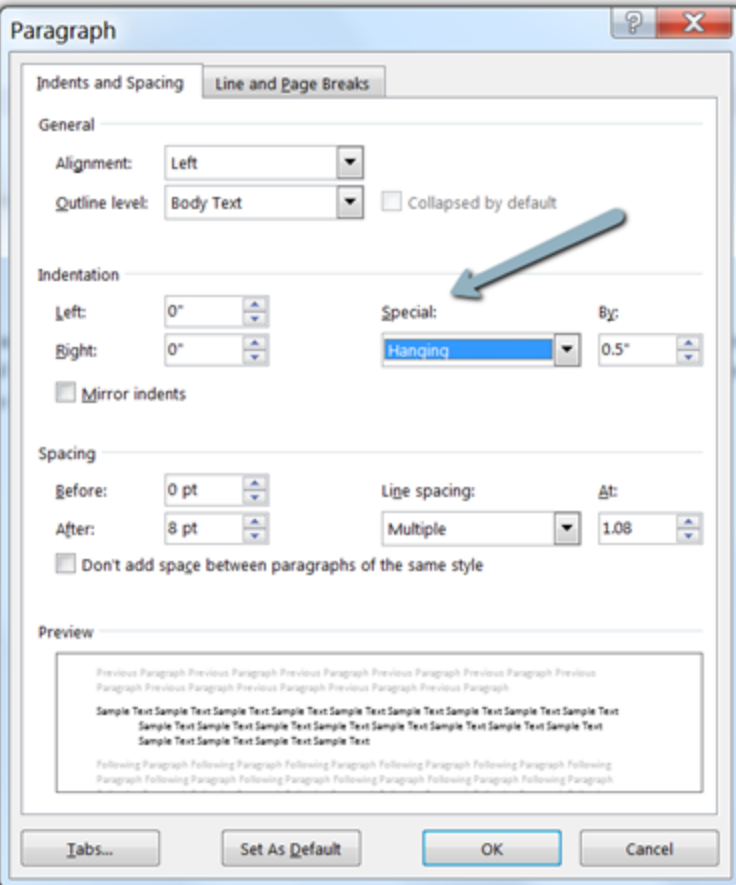 Paragraph
Indents and Spacing Line and Page Breaks
General
Alignment: Left
Outline level: Body Text Collapsed by default
Indentation
Left: 0" Special: By:
Right: 0" Hanging 0.5"
Mirror indents
Spacing
Before: 0 pt Line spacing: At:
After: 8 pt Multiple 1.08
Don't add space between paragraphs of the same style
Preview
Previous Paragraph Previous Paragraph Previous Paragraph Previous Paragraph Previous Paragraph Previous
Paragraph Previous Paragraph Previous Paragraph Previous Paragraph Previous Paragraph
Sample Text Sample Text Sample Text Sample Text Sample Text Sample Text Sample Text Sample Text Sample Text
Sample Text Sample Text Sample Text Sample Text Sample Text Sample Text Sample Text Sample Text
Sample Text Sample Text Sample Text Sample Text
Following Paragraph Following Paragraph Following Paragraph Following Paragraph Following Paragraph Following
Paragraph Following Paragraph Following Paragraph Following Paragraph Following Paragraph Following Paragraph
Tabs... Set As Default OK Cancel